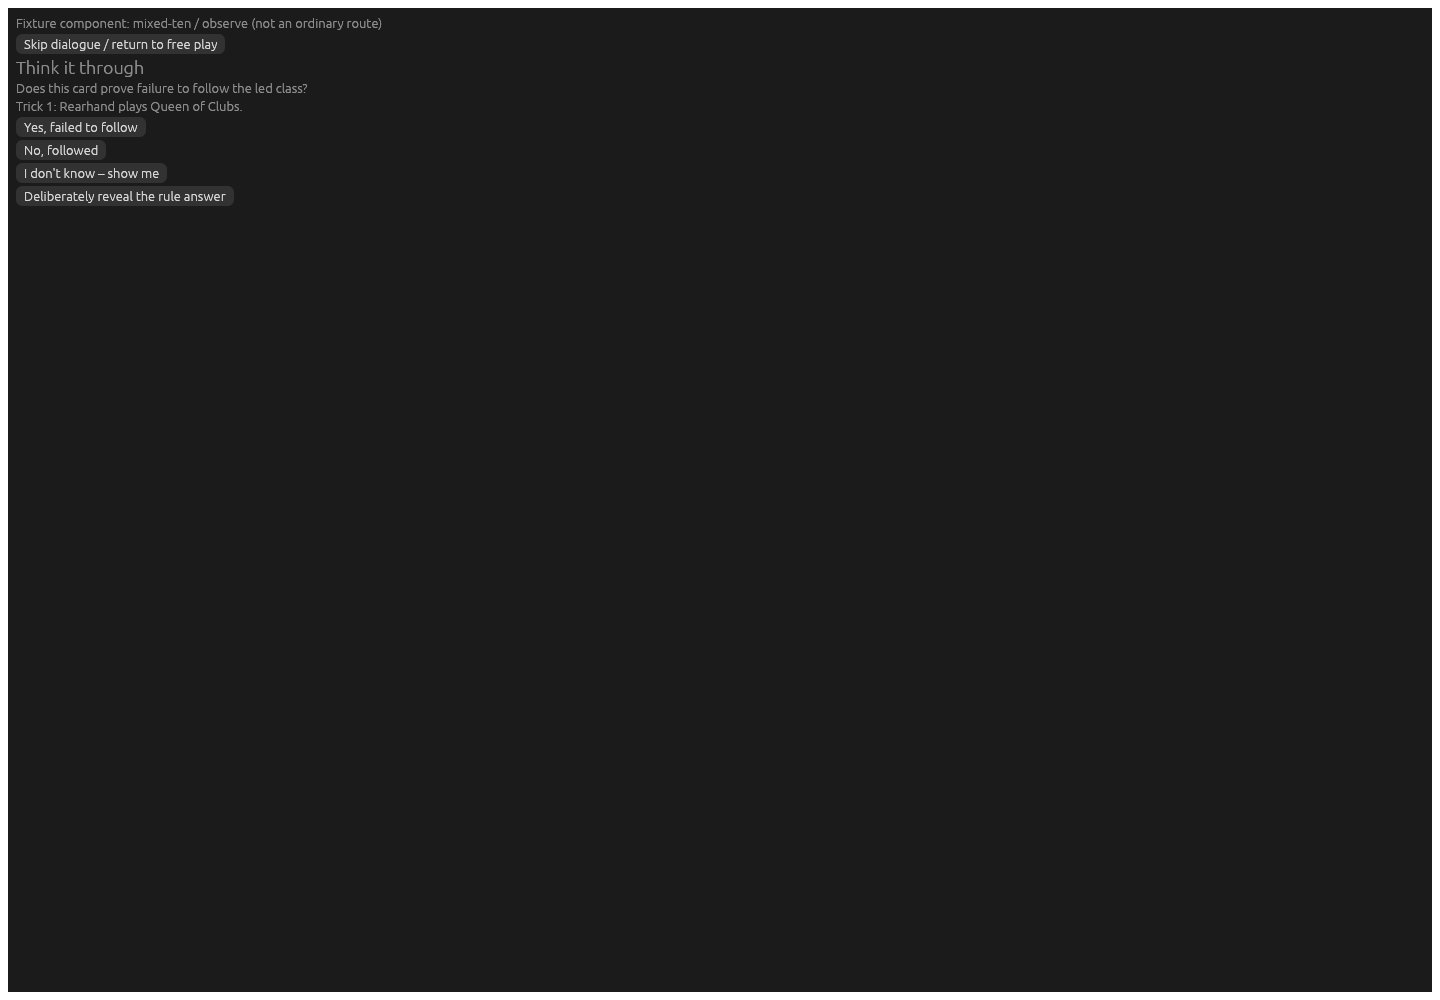 Fixture component: mixed-ten / observe (not an ordinary route)
Skip dialogue / return to free play
Think it through
Does this card prove failure to follow the led class?
Trick 1: Rearhand plays Queen of Clubs.
Yes, failed to follow
No, followed
I don't know – show me
Deliberately reveal the rule answer